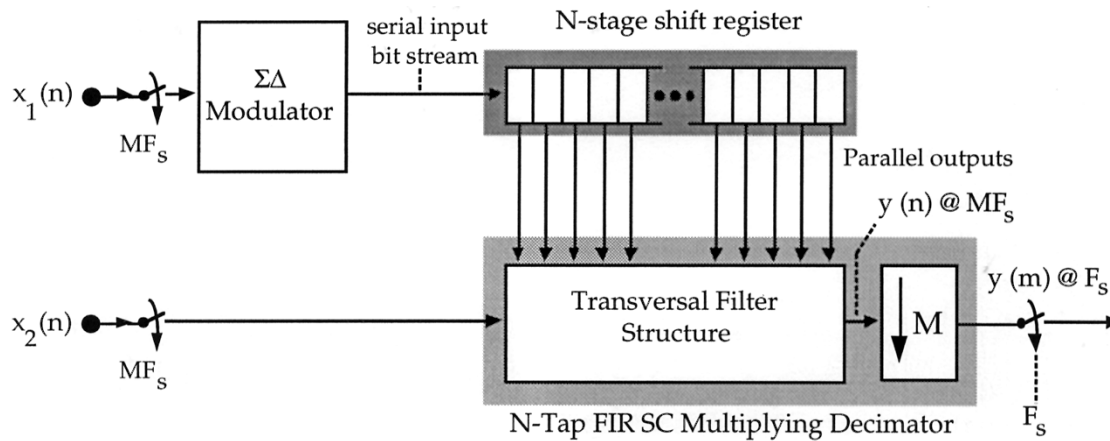 N-stage shift register
serial input
bit stream
x₁(n)
ΣΔ
Modulator
MFₛ
Parallel outputs
y (n) @ MFₛ
Transversal Filter
Structure
M
y (m) @ Fₛ
x₂(n)
MFₛ
Fₛ
N-Tap FIR SC Multiplying Decimator